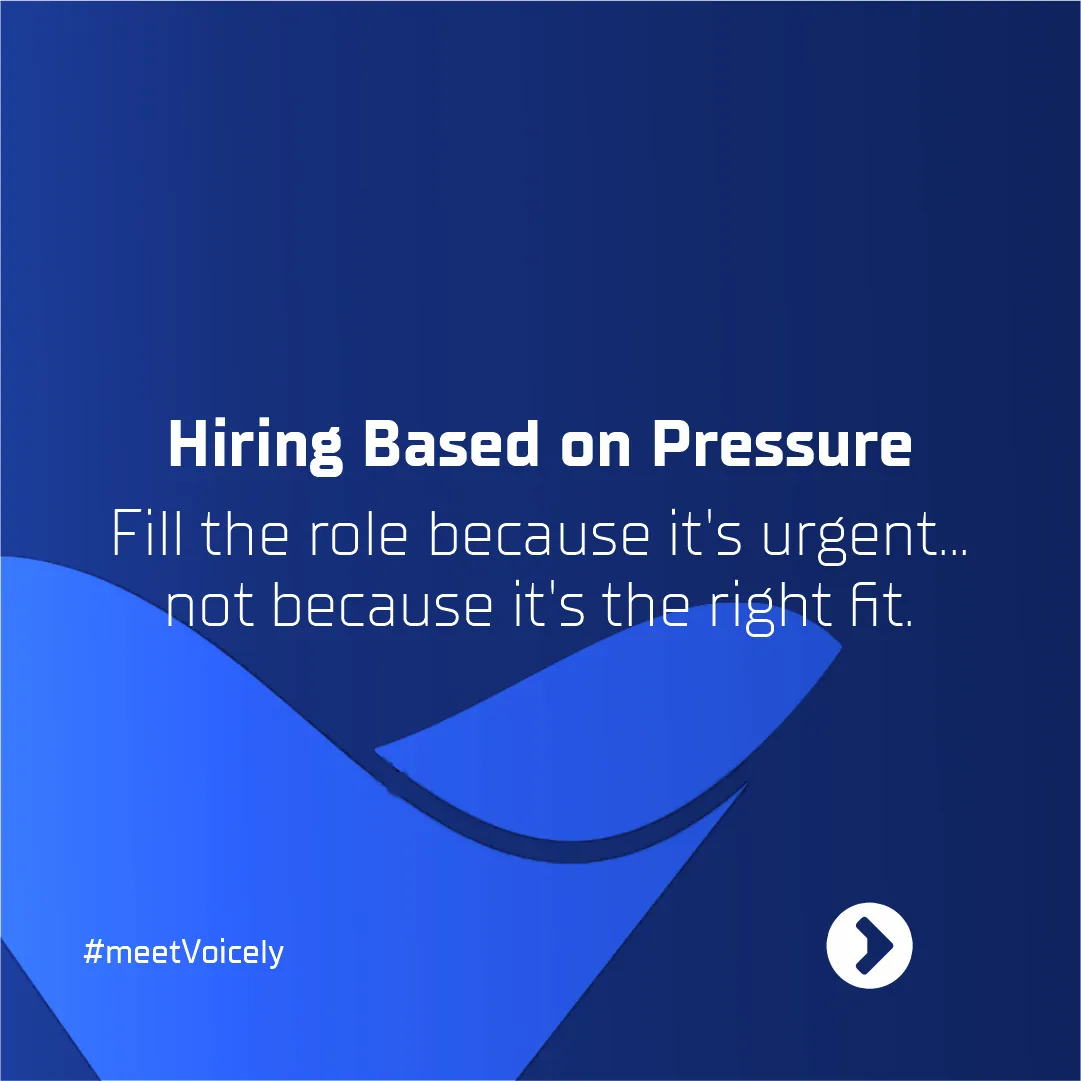 Hiring Based on Pressure
Fill the role because it's urgent...
not because it's the right fit.
#meetVoicely